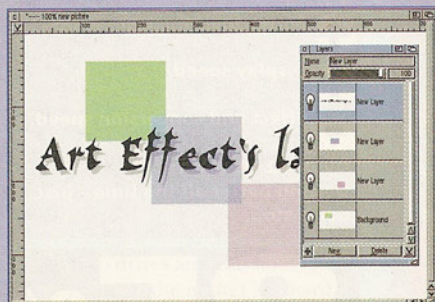 100% new picture
Layers
Name New Layer
Opacity 100
New Layer
New Layer
New Layer
Background
New Delete
Art Effect's